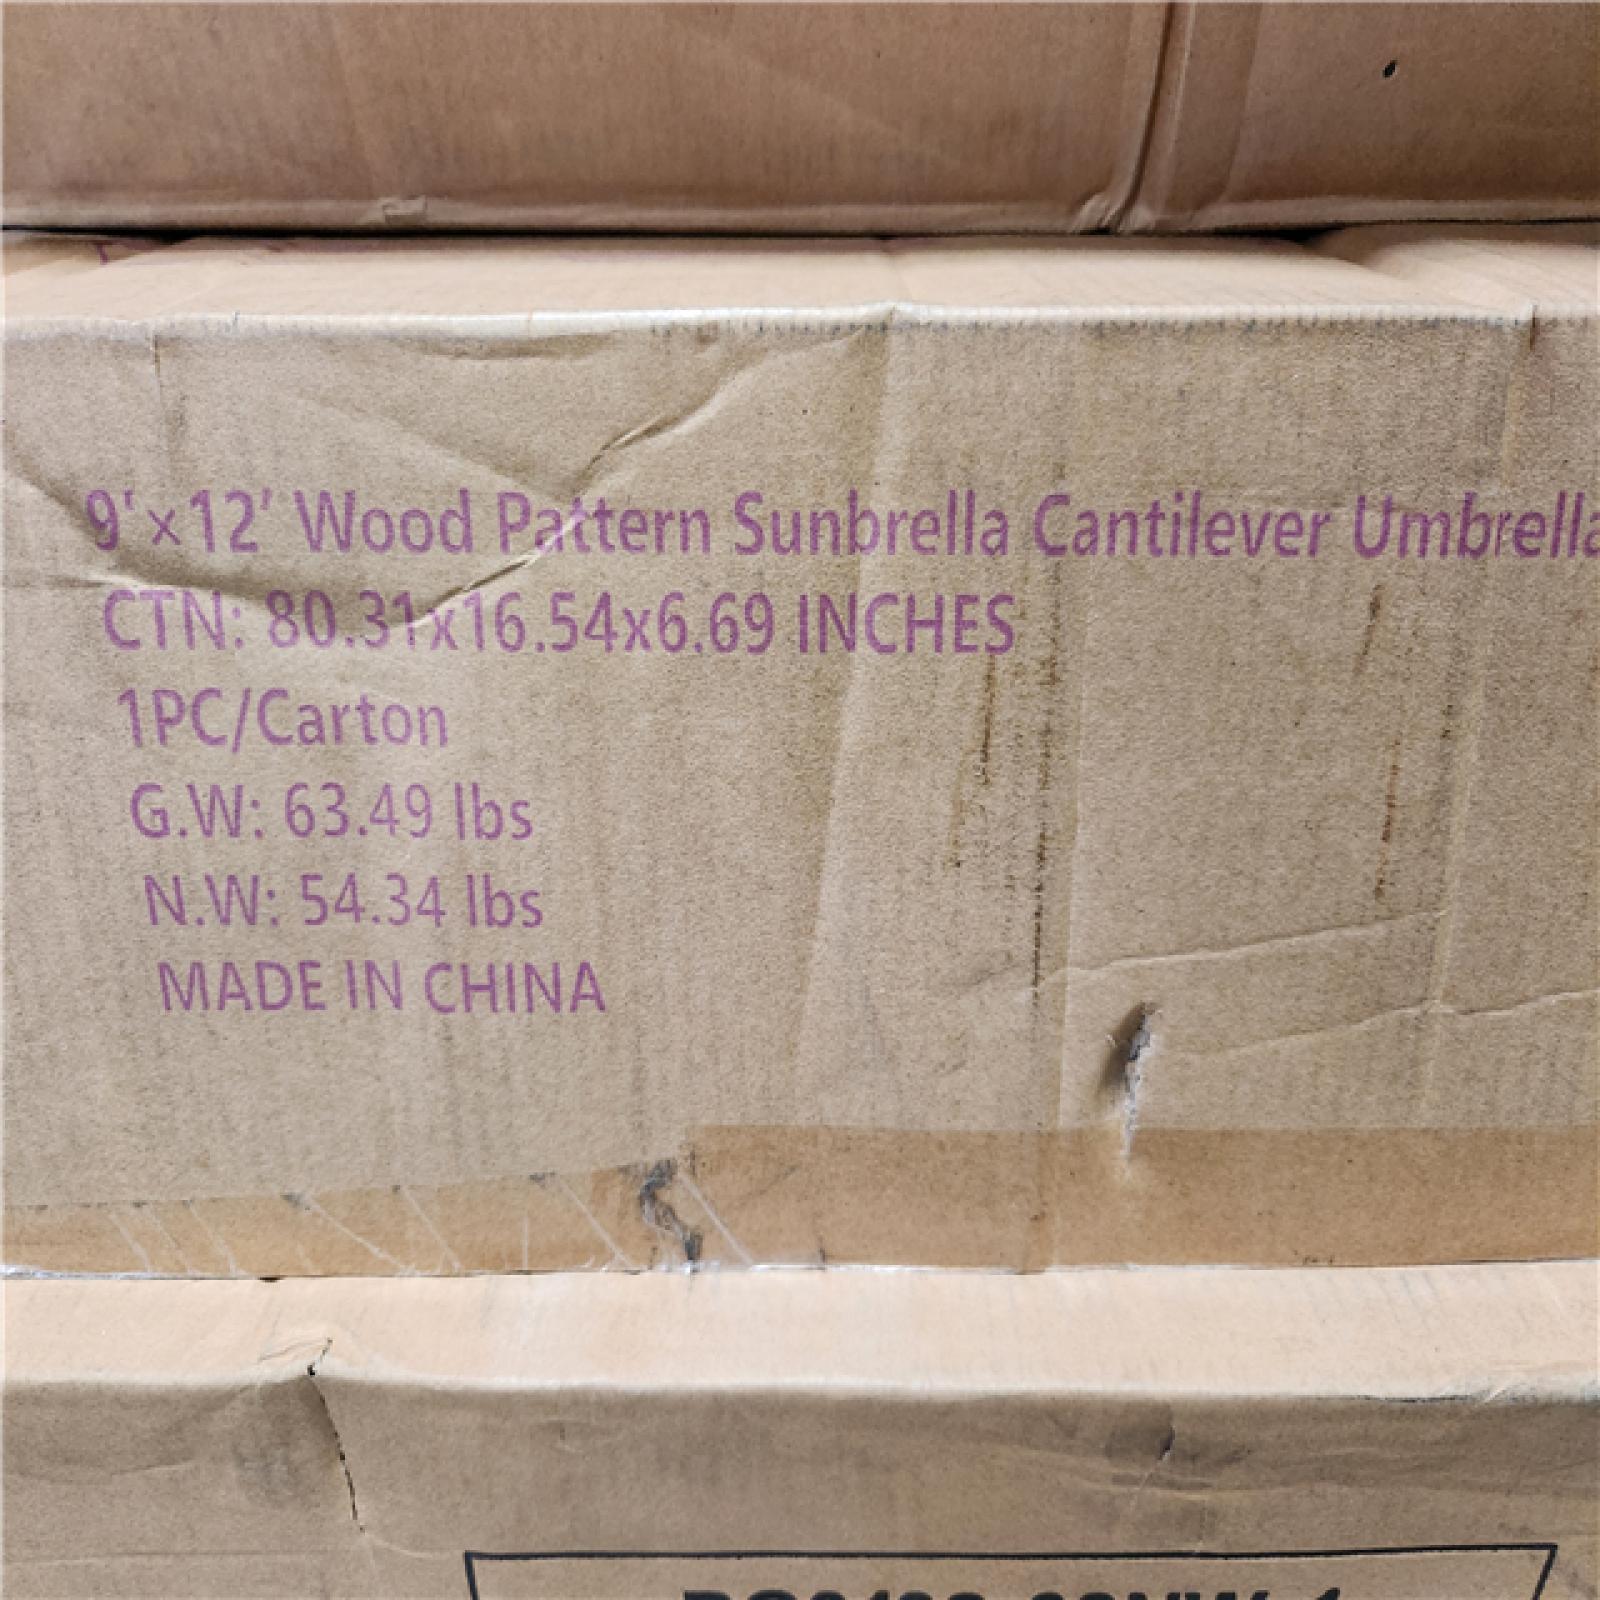 9'×12' Wood Pattern Sunbrella Cantilever Umbrella
CTN: 80.31x16.54x6.69 INCHES
1PC/Carton
G.W: 63.49 lbs
N.W: 54.34 lbs
MADE IN CHINA